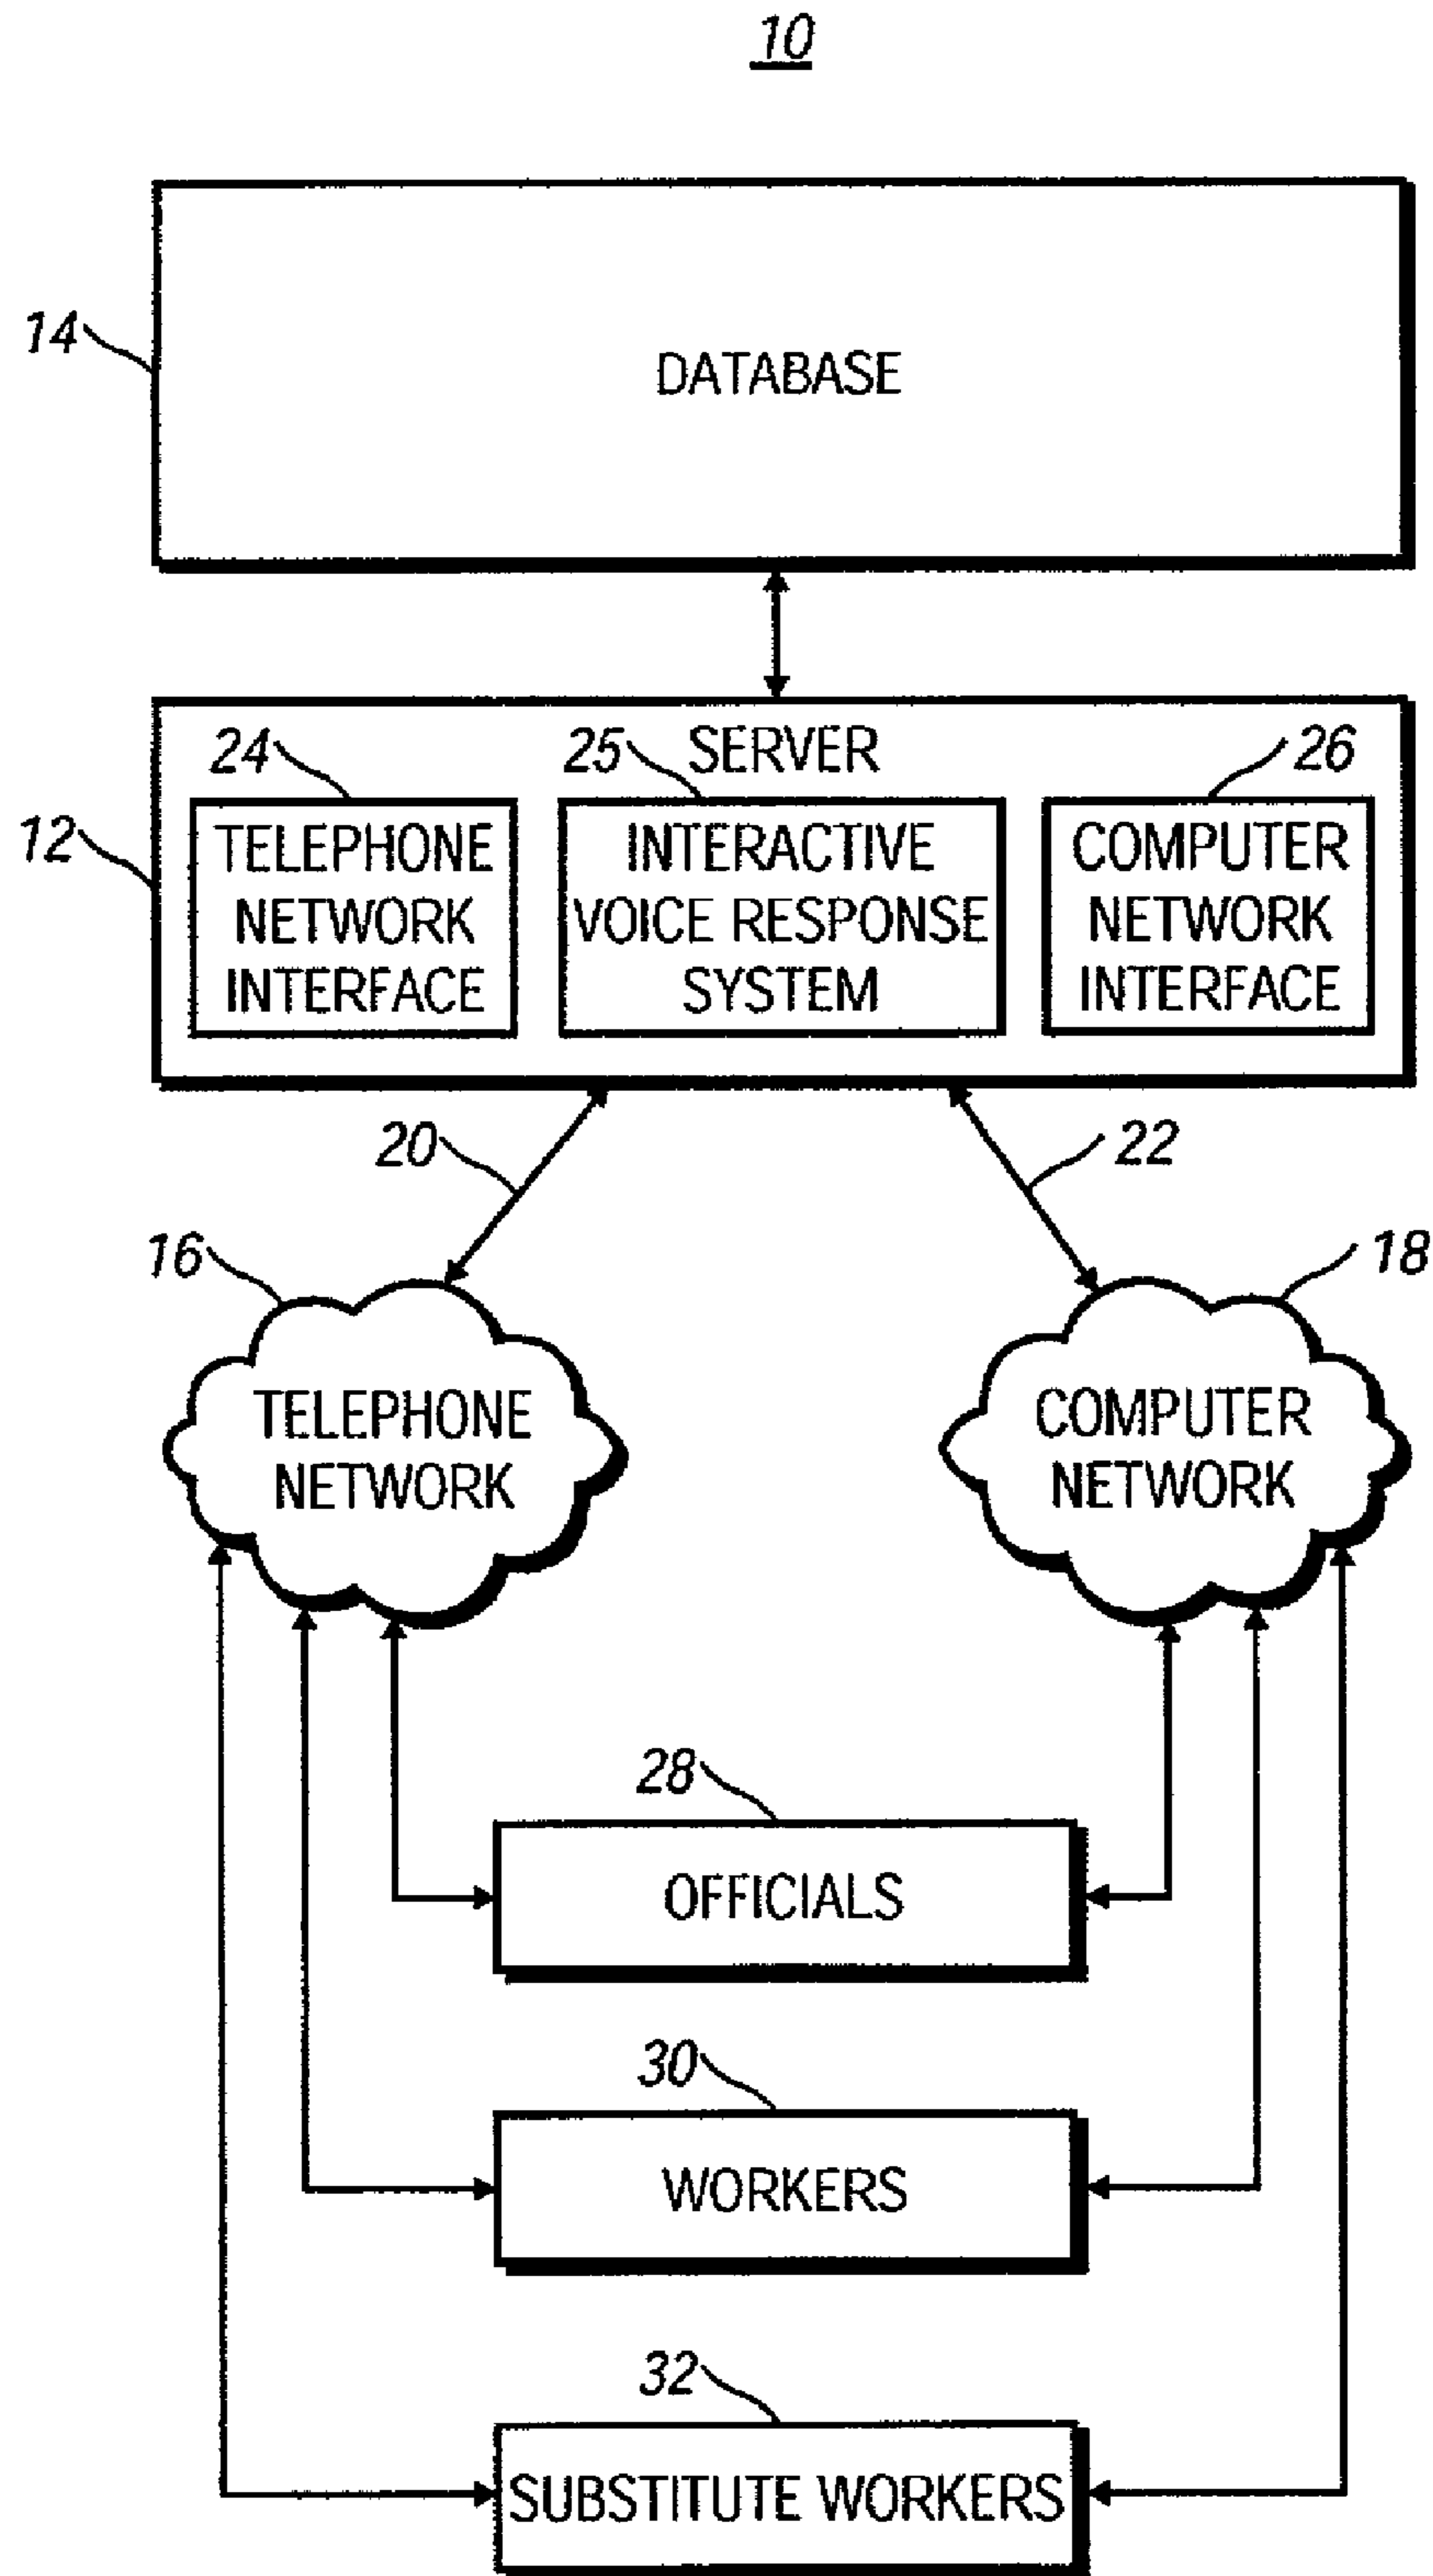 10
14
DATABASE
SERVER
24
25
26
12
TELEPHONE
NETWORK
INTERFACE
INTERACTIVE
VOICE RESPONSE
SYSTEM
COMPUTER
NETWORK
INTERFACE
20
22
16
18
TELEPHONE
NETWORK
COMPUTER
NETWORK
28
OFFICIALS
30
WORKERS
32
SUBSTITUTE WORKERS